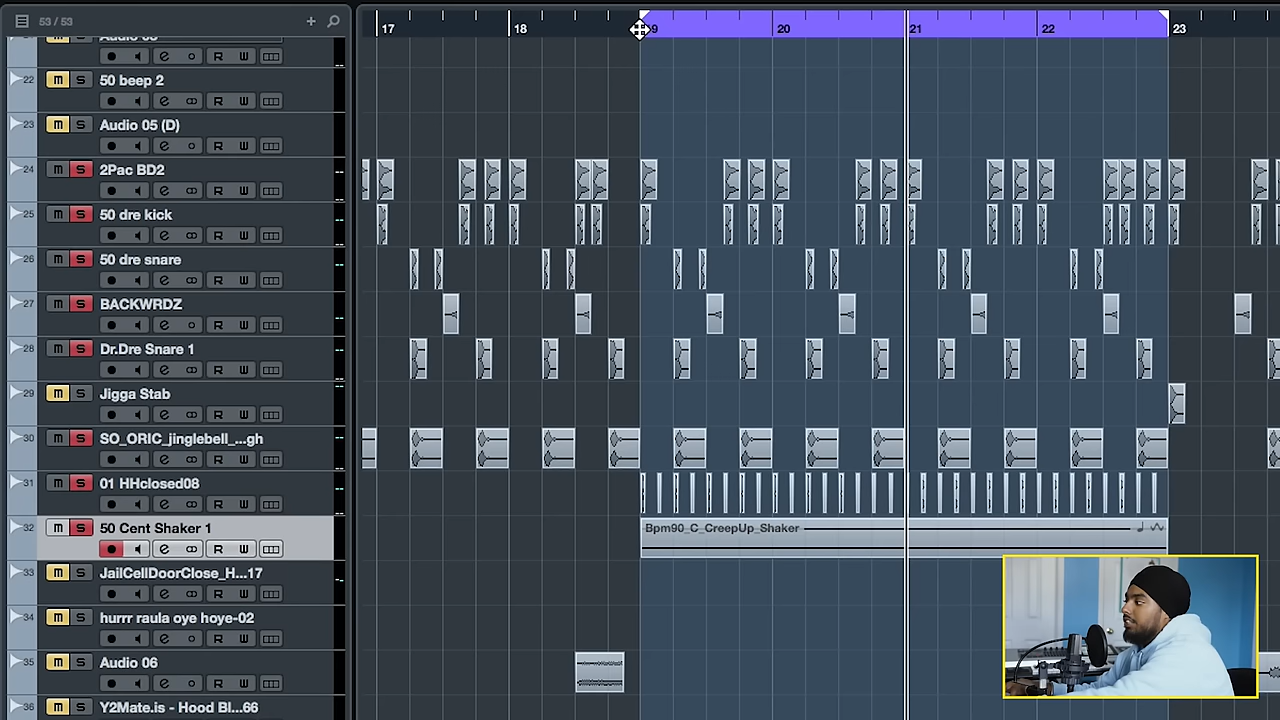 53 / 53
17
18
9
20
21
22
23
Audio 03
R W
22
M S
50 beep 2
R W
23
M S
Audio 05 (D)
R W
24
M S
2Pac BD2
R W
25
M S
50 dre kick
R W
26
M S
50 dre snare
R W
27
M S
BACKWRDZ
R W
28
M S
Dr.Dre Snare 1
R W
29
M S
Jigga Stab
R W
30
M S
SO_ORIC_jinglebell_...gh
R W
31
M S
01 HHclosed08
R W
32
M S
50 Cent Shaker 1
R W
Bpm90_C_CreepUp_Shaker
33
M S
JailCellDoorClose_H...17
R W
34
M S
hurrr raula oye hoye-02
R W
35
M S
Audio 06
R W
36
M S
Y2Mate.is - Hood Bl...66